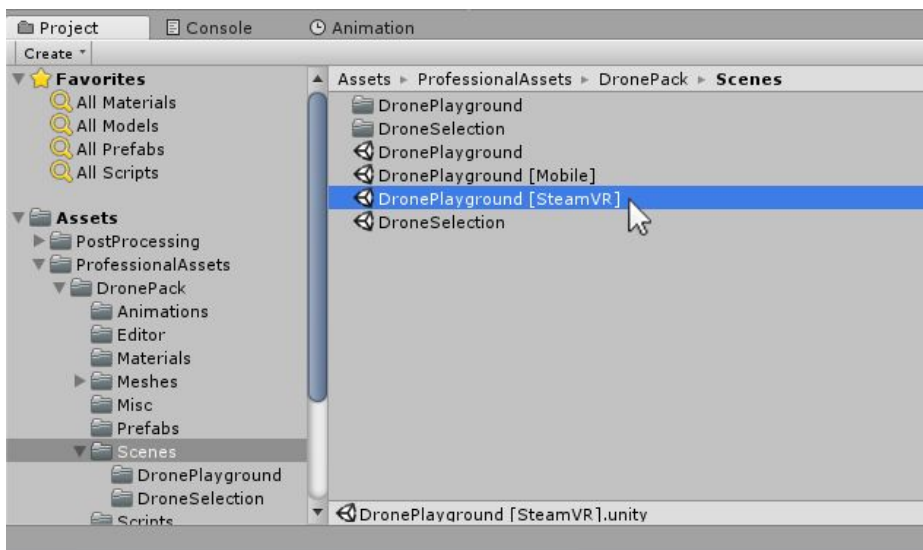 Project Console Animation
Create
Favorites
All Materials
All Models
All Prefabs
All Scripts
Assets
PostProcessing
ProfessionalAssets
DronePack
Animations
Editor
Materials
Meshes
Misc
Prefabs
Scenes
DronePlayground
DroneSelection
Scripts
Assets ProfessionalAssets DronePack Scenes
DronePlayground
DroneSelection
DronePlayground
DronePlayground [Mobile]
DronePlayground [SteamVR]
DroneSelection
DronePlayground [SteamVR].unity